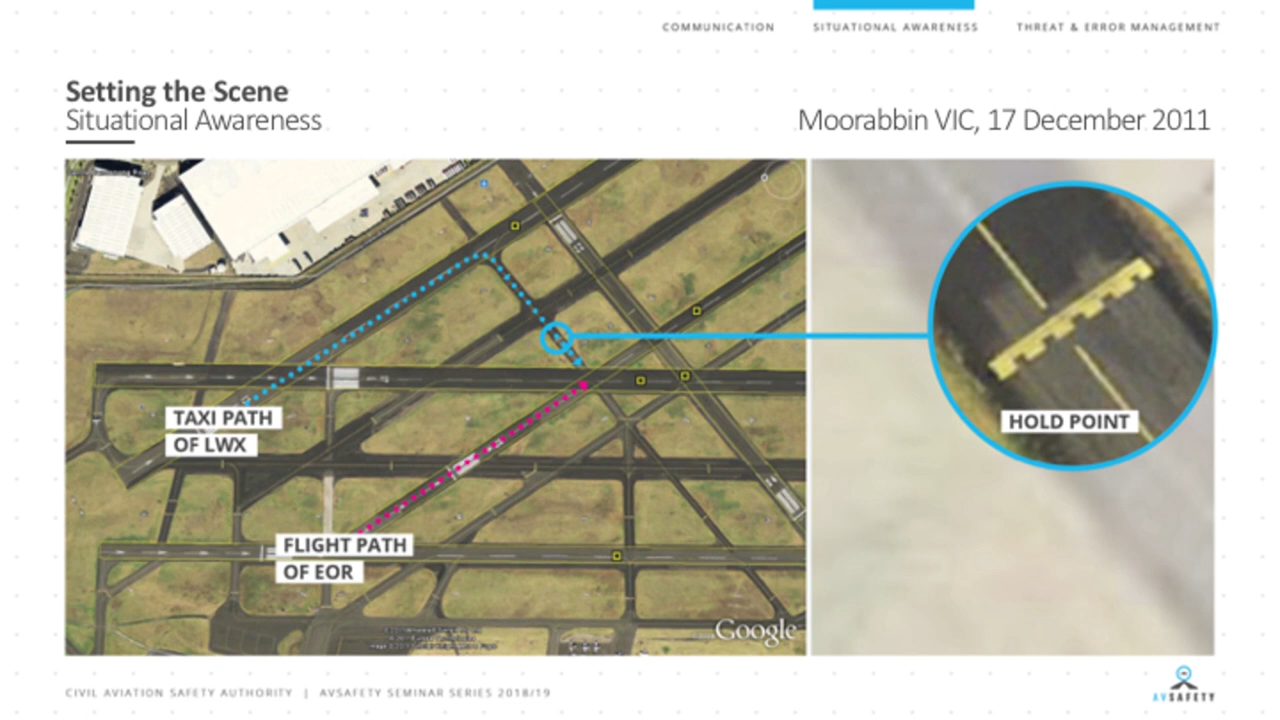 COMMUNICATION
SITUATIONAL AWARENESS
THREAT & ERROR MANAGEMENT
Setting the Scene
Situational Awareness
Moorabbin VIC, 17 December 2011
TAXI PATH
OF LWX
HOLD POINT
FLIGHT PATH
OF EOR
Google
CIVIL AVIATION SAFETY AUTHORITY | AVSAFETY SEMINAR SERIES 2018/19
AVSAFETY